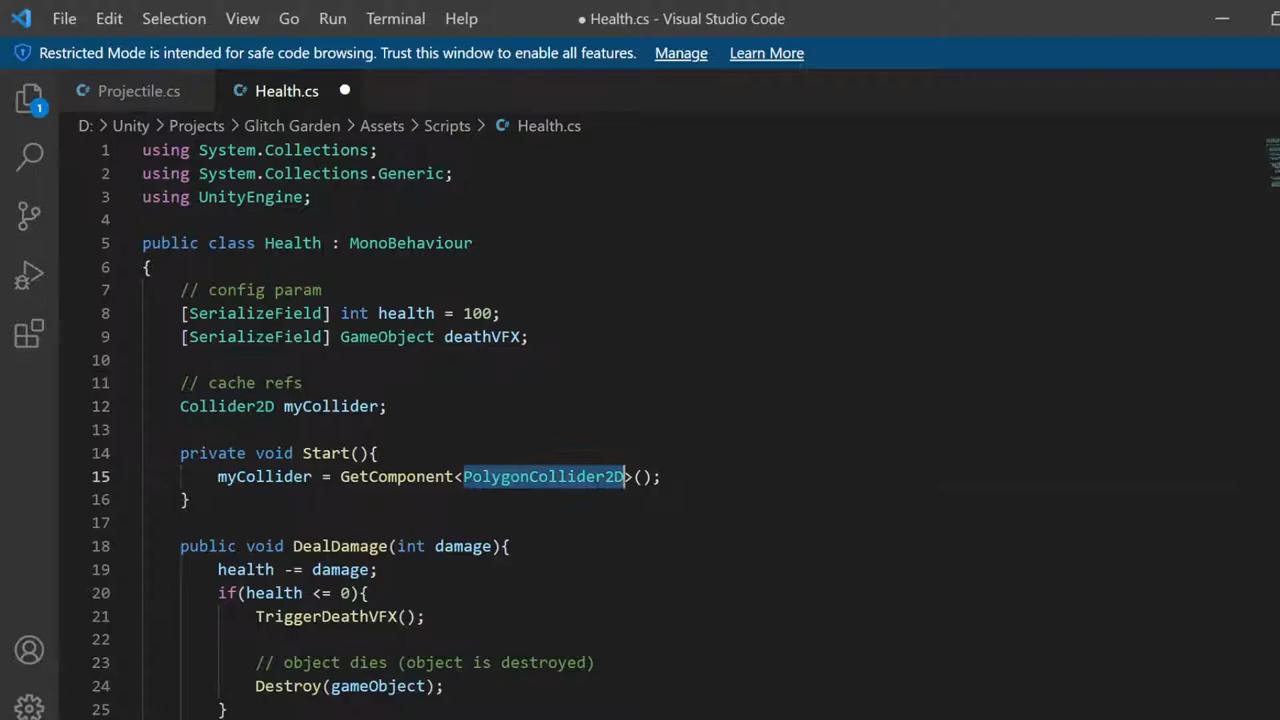 File Edit Selection View Go Run Terminal Help ● Health.cs - Visual Studio Code
Restricted Mode is intended for safe code browsing. Trust this window to enable all features. Manage Learn More
Projectile.cs Health.cs
1 D: > Unity > Projects > Glitch Garden > Assets > Scripts > Health.cs
1 using System.Collections;
2 using System.Collections.Generic;
3 using UnityEngine;
4
5 public class Health : MonoBehaviour
6 {
7 // config param
8 [SerializeField] int health = 100;
9 [SerializeField] GameObject deathVFX;
10
11 // cache refs
12 Collider2D myCollider;
13
14 private void Start(){
15 myCollider = GetComponent<PolygonCollider2D>();
16 }
17
18 public void DealDamage(int damage){
19 health -= damage;
20 if(health <= 0){
21 TriggerDeathVFX();
22
23 // object dies (object is destroyed)
24 Destroy(gameObject);
25 }